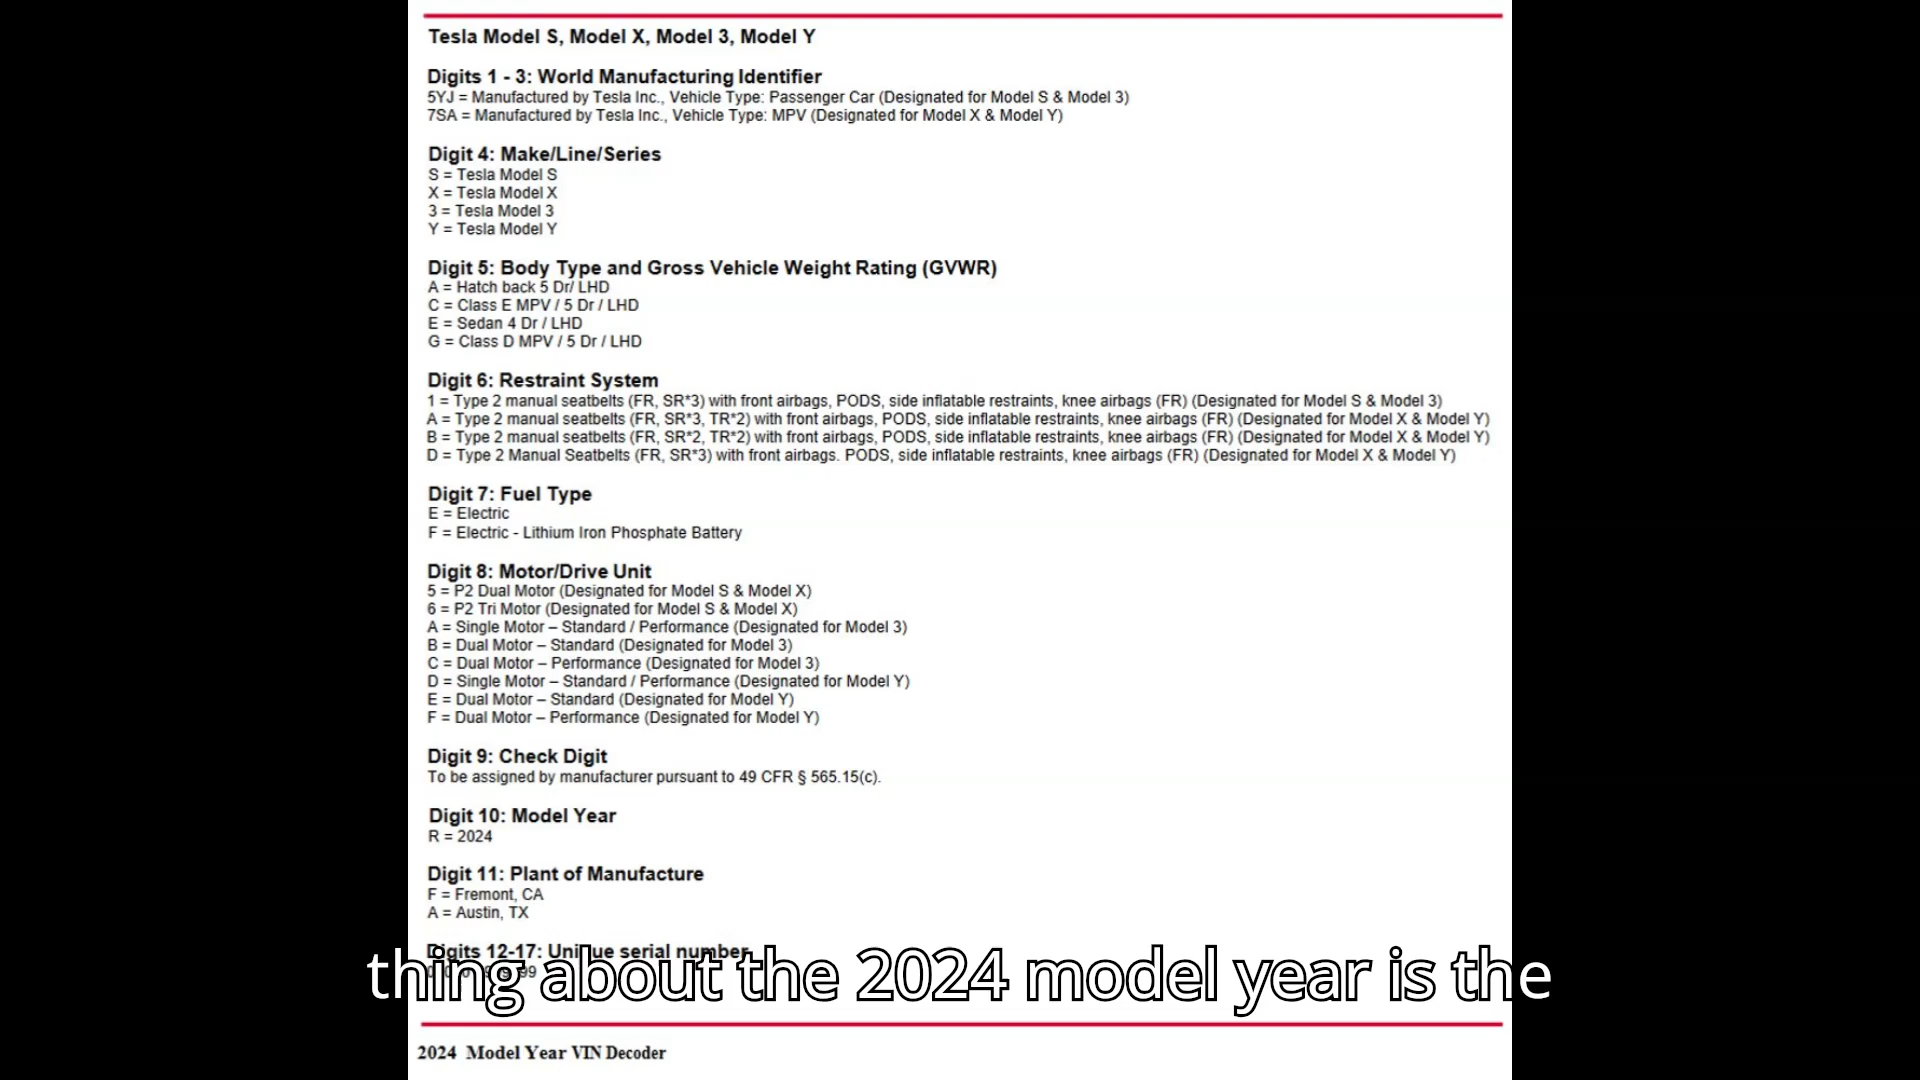 Tesla Model S, Model X, Model 3, Model Y
Digits 1 - 3: World Manufacturing Identifier
5YJ = Manufactured by Tesla Inc., Vehicle Type: Passenger Car (Designated for Model S & Model 3)
7SA = Manufactured by Tesla Inc., Vehicle Type: MPV (Designated for Model X & Model Y)
Digit 4: Make/Line/Series
S = Tesla Model S
X = Tesla Model X
3 = Tesla Model 3
Y = Tesla Model Y
Digit 5: Body Type and Gross Vehicle Weight Rating (GVWR)
A = Hatch back 5 Dr/ LHD
C = Class E MPV / 5 Dr / LHD
E = Sedan 4 Dr / LHD
G = Class D MPV / 5 Dr / LHD
Digit 6: Restraint System
1 = Type 2 manual seatbelts (FR, SR*3) with front airbags, PODS, side inflatable restraints, knee airbags (FR) (Designated for Model S & Model 3)
A = Type 2 manual seatbelts (FR, SR*3, TR*2) with front airbags, PODS, side inflatable restraints, knee airbags (FR) (Designated for Model X & Model Y)
B = Type 2 manual seatbelts (FR, SR*2, TR*2) with front airbags, PODS, side inflatable restraints, knee airbags (FR) (Designated for Model X & Model Y)
D = Type 2 Manual Seatbelts (FR, SR*3) with front airbags. PODS, side inflatable restraints, knee airbags (FR) (Designated for Model X & Model Y)
Digit 7: Fuel Type
E = Electric
F = Electric - Lithium Iron Phosphate Battery
Digit 8: Motor/Drive Unit
5 = P2 Dual Motor (Designated for Model S & Model X)
6 = P2 Tri Motor (Designated for Model S & Model X)
A = Single Motor – Standard / Performance (Designated for Model 3)
B = Dual Motor – Standard (Designated for Model 3)
C = Dual Motor – Performance (Designated for Model 3)
D = Single Motor – Standard / Performance (Designated for Model Y)
E = Dual Motor – Standard (Designated for Model Y)
F = Dual Motor – Performance (Designated for Model Y)
Digit 9: Check Digit
To be assigned by manufacturer pursuant to 49 CFR § 565.15(c).
Digit 10: Model Year
R = 2024
Digit 11: Plant of Manufacture
F = Fremont, CA
A = Austin, TX
Digits 12-17: Unique serial number
thing about the 2024 model year is the
2024 Model Year VIN Decoder